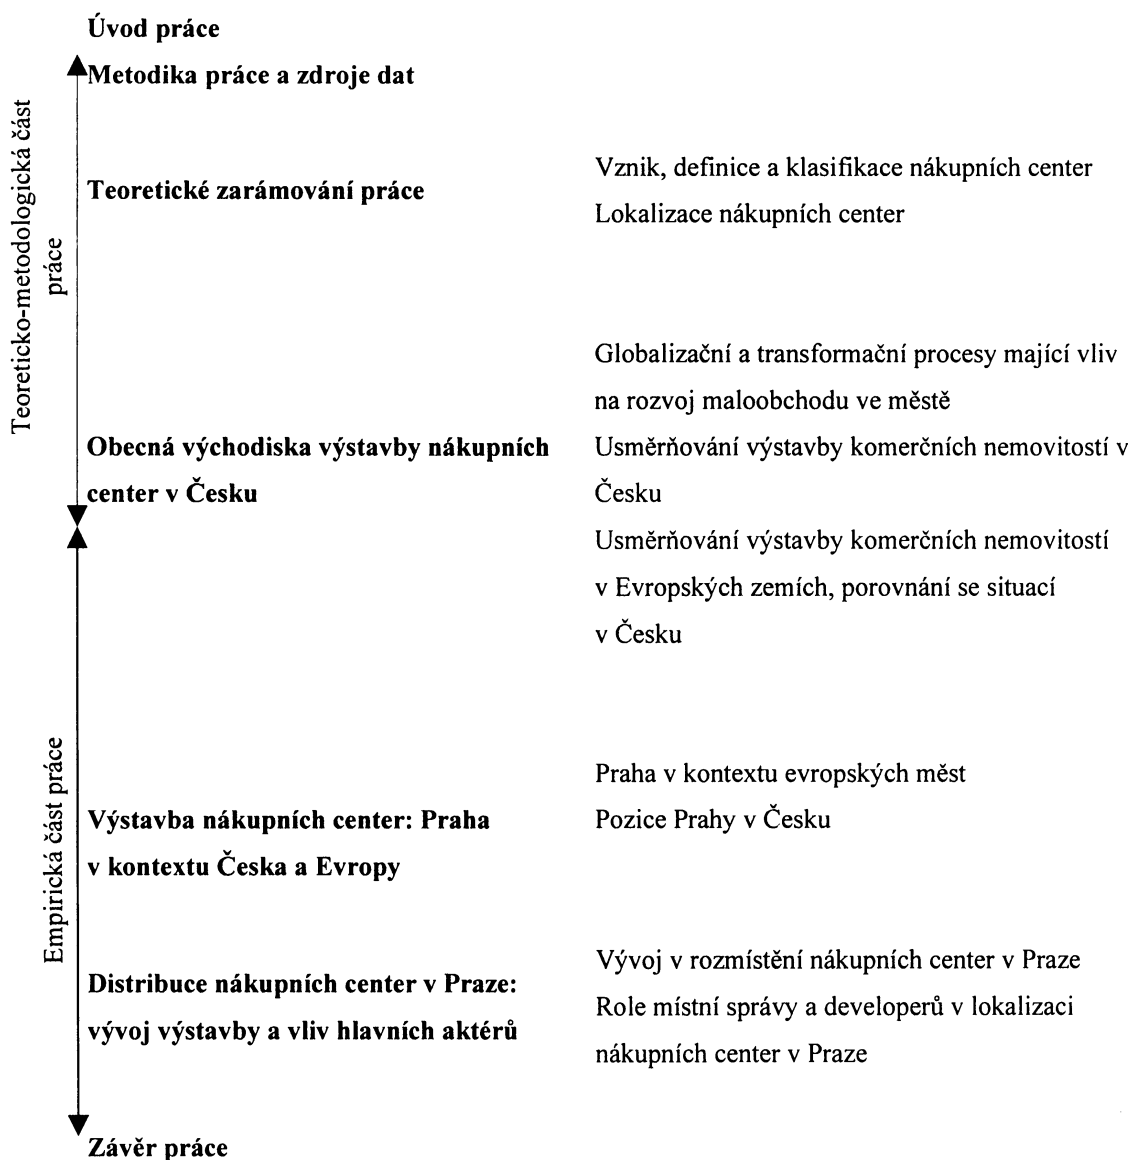 Úvod práce
Metodika práce a zdroje dat
Teoreticko-metodologická část
práce
Teoretické zarámování práce
Vznik, definice a klasifikace nákupních center
Lokalizace nákupních center
Obecná východiska výstavby nákupních
center v Česku
Globalizační a transformační procesy mající vliv
na rozvoj maloobchodu ve městě
Usměrňování výstavby komerčních nemovitostí v
Česku
Usměrňování výstavby komerčních nemovitostí
v Evropských zemích, porovnání se situací
v Česku
Empirická část práce
Výstavba nákupních center: Praha
v kontextu Česka a Evropy
Praha v kontextu evropských měst
Pozice Prahy v Česku
Distribuce nákupních center v Praze:
vývoj výstavby a vliv hlavních aktérů
Vývoj v rozmístění nákupních center v Praze
Role místní správy a developerů v lokalizaci
nákupních center v Praze
Závěr práce